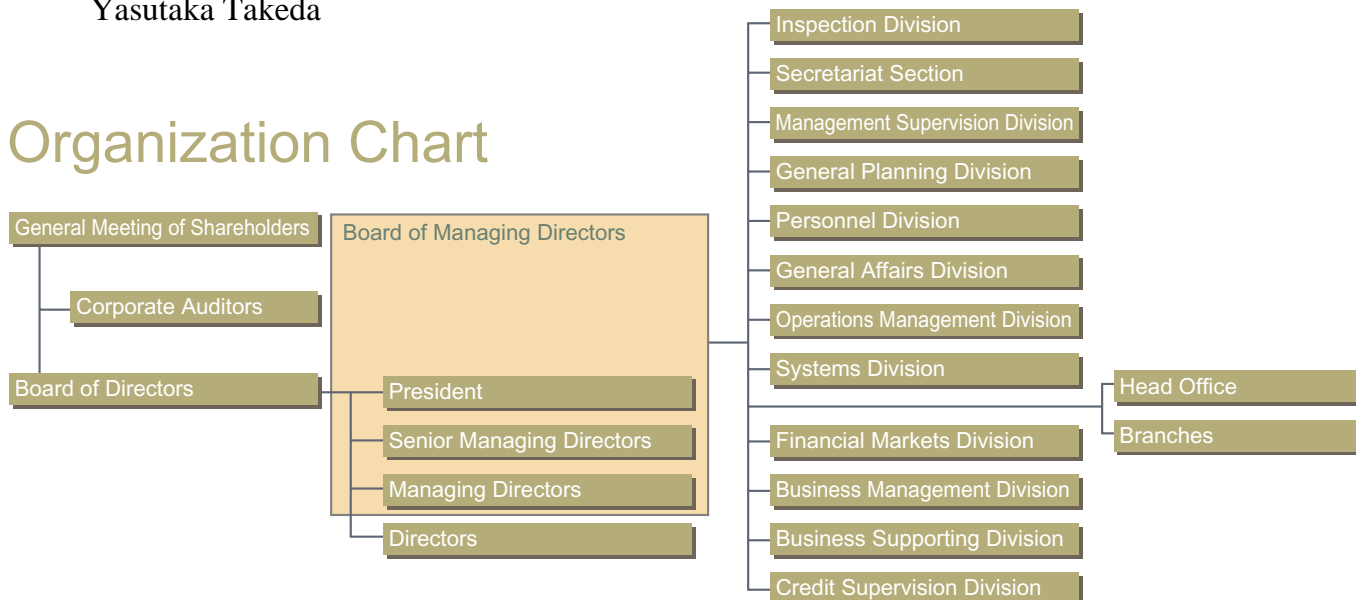 Yasutaka Takeda
Organization Chart
General Meeting of Shareholders
Corporate Auditors
Board of Directors
Board of Managing Directors
President
Senior Managing Directors
Managing Directors
Directors
Inspection Division
Secretariat Section
Management Supervision Division
General Planning Division
Personnel Division
General Affairs Division
Operations Management Division
Systems Division
Head Office
Branches
Financial Markets Division
Business Management Division
Business Supporting Division
Credit Supervision Division